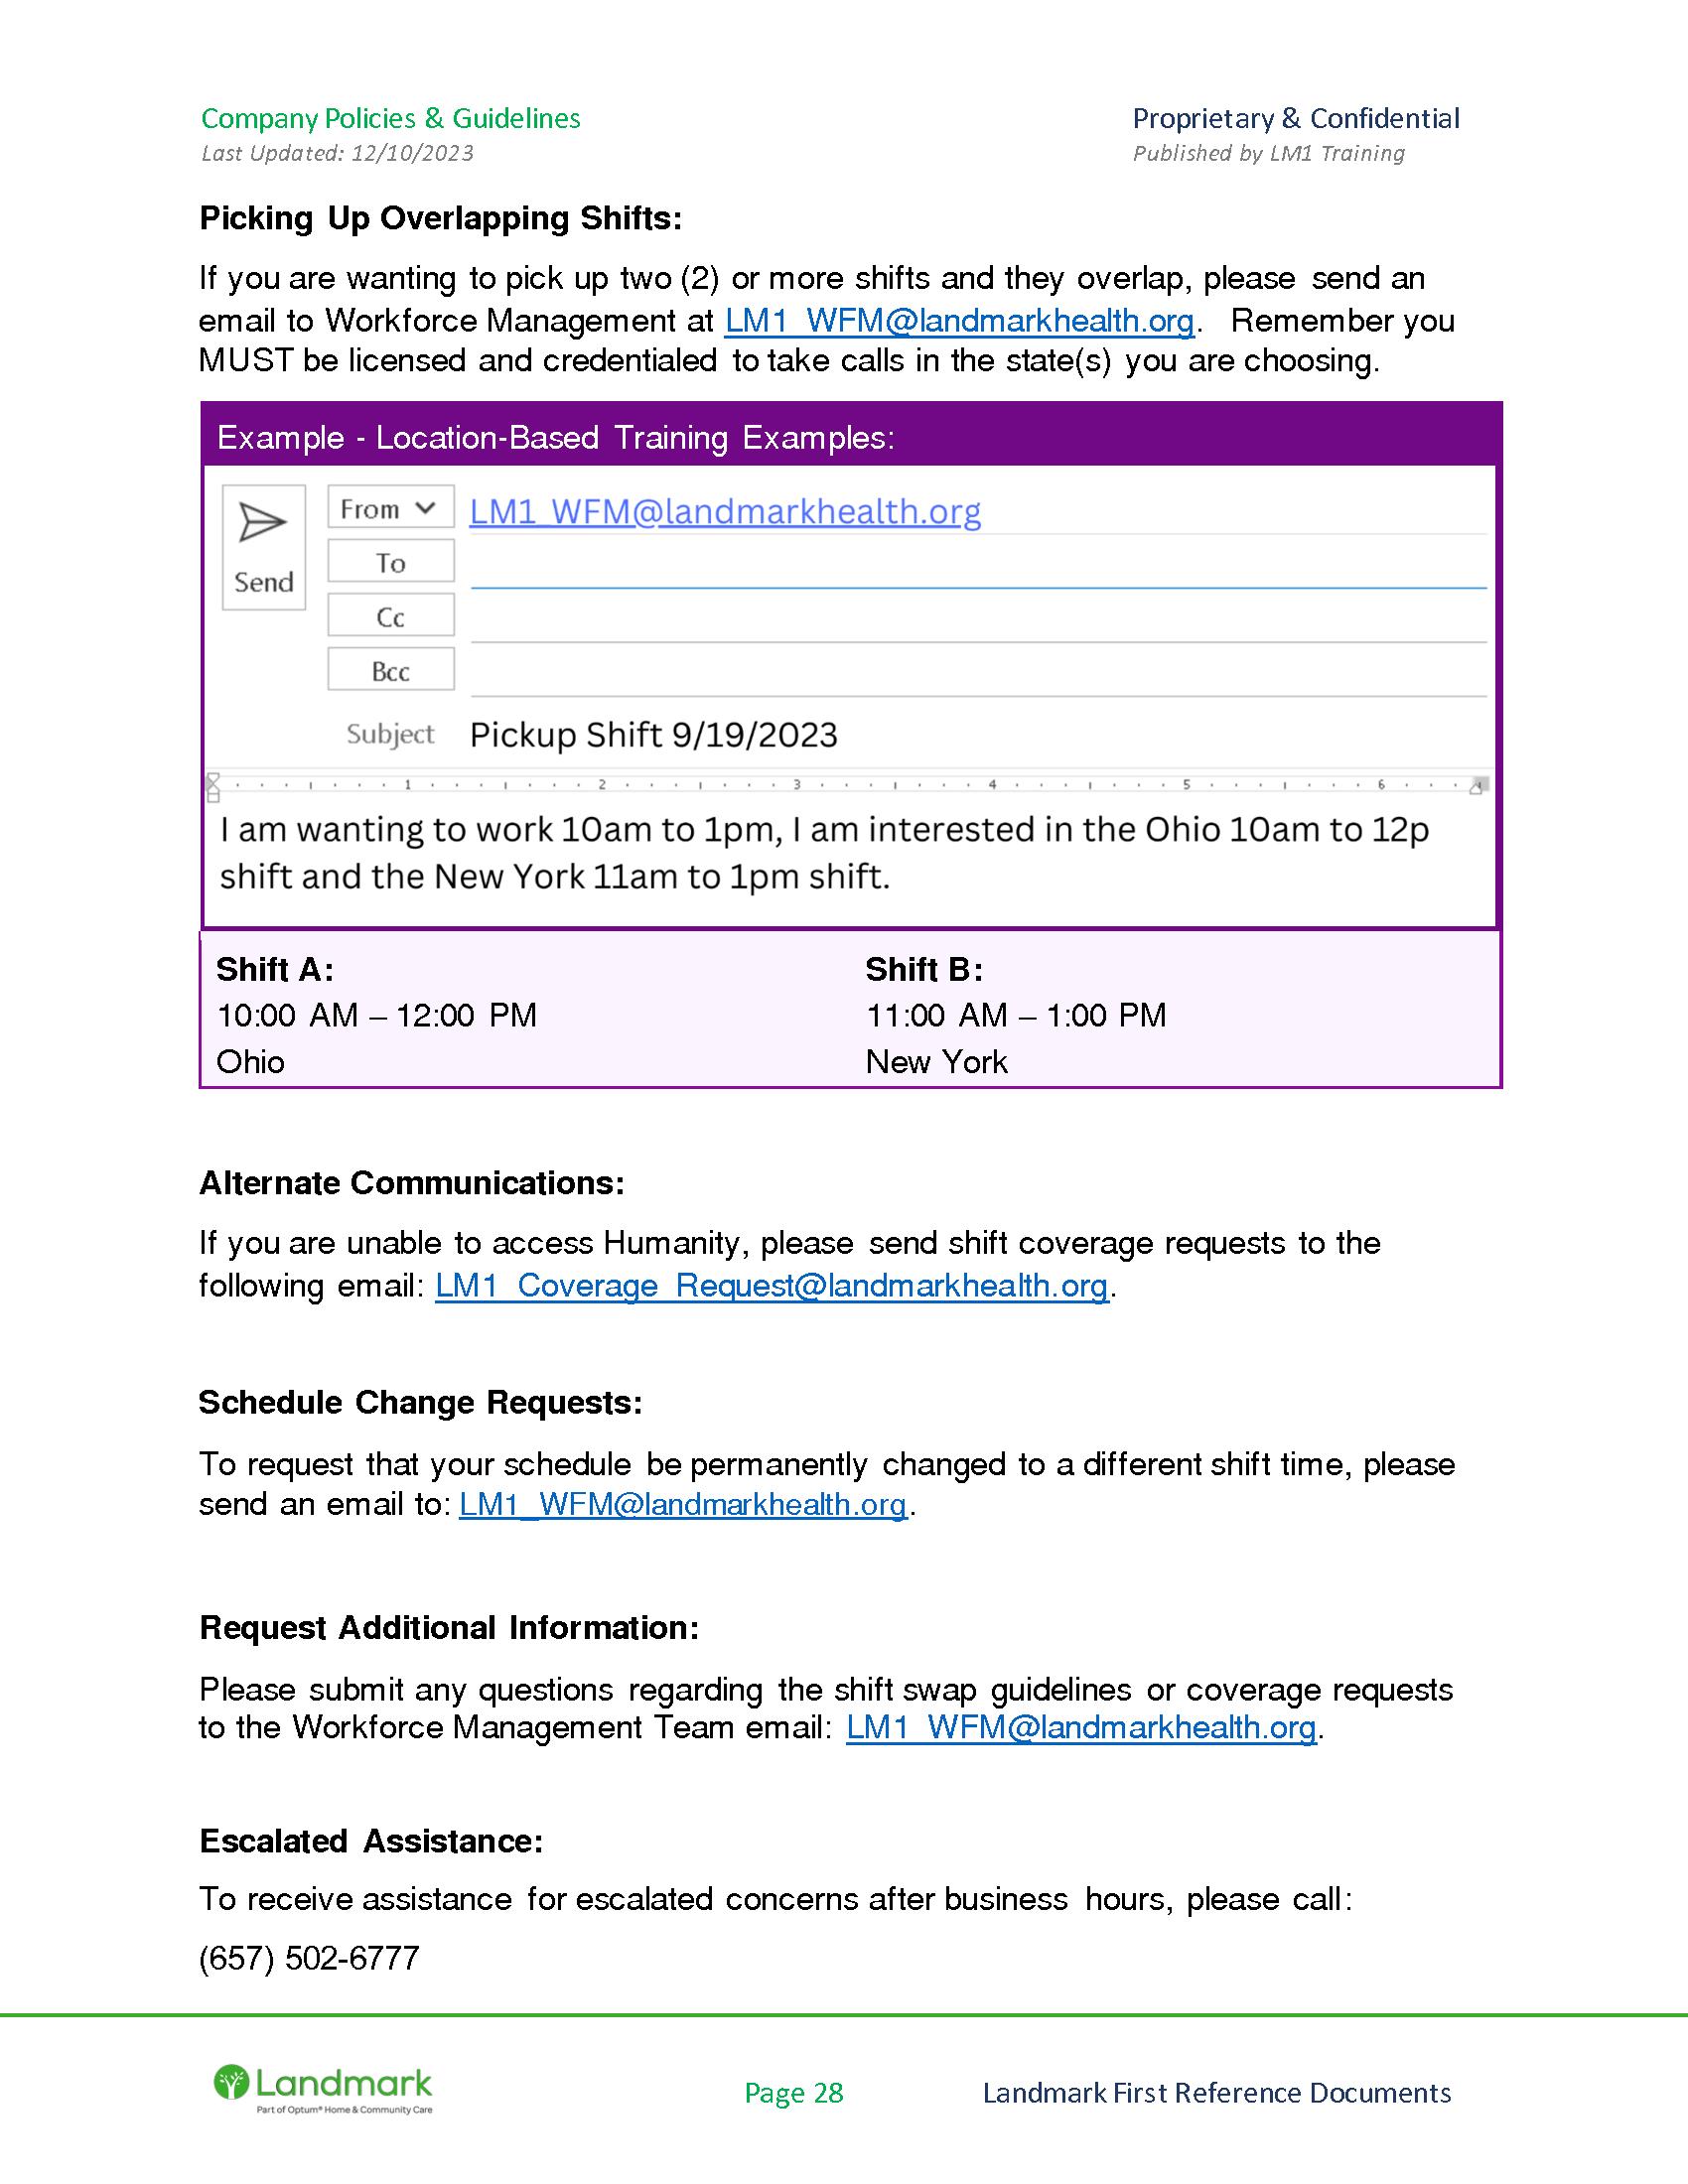 Company Policies & Guidelines
Proprietary & Confidential
Last Updated: 12/10/2023
Published by LM1 Training
Picking Up Overlapping Shifts:
If you are wanting to pick up two (2) or more shifts and they overlap, please send an
email to Workforce Management at LM1_WFM@landmarkhealth.org. Remember you
MUST be licensed and credentialed to take calls in the state(s) you are choosing.
Example - Location-Based Training Examples:
Send
From
LM1_WFM@landmarkhealth.org
To
Cc
Bcc
Subject
Pickup Shift 9/19/2023
1 2 3 4 5 6
I am wanting to work 10am to 1pm, I am interested in the Ohio 10am to 12p
shift and the New York 11am to 1pm shift.
Shift A:
10:00 AM – 12:00 PM
Ohio
Shift B:
11:00 AM – 1:00 PM
New York
Alternate Communications:
If you are unable to access Humanity, please send shift coverage requests to the
following email: LM1_Coverage_Request@landmarkhealth.org.
Schedule Change Requests:
To request that your schedule be permanently changed to a different shift time, please
send an email to: LM1_WFM@landmarkhealth.org.
Request Additional Information:
Please submit any questions regarding the shift swap guidelines or coverage requests
to the Workforce Management Team email: LM1_WFM@landmarkhealth.org.
Escalated Assistance:
To receive assistance for escalated concerns after business hours, please call:
(657) 502-6777
Landmark
Part of Optum® Home & Community Care
Page 28
Landmark First Reference Documents